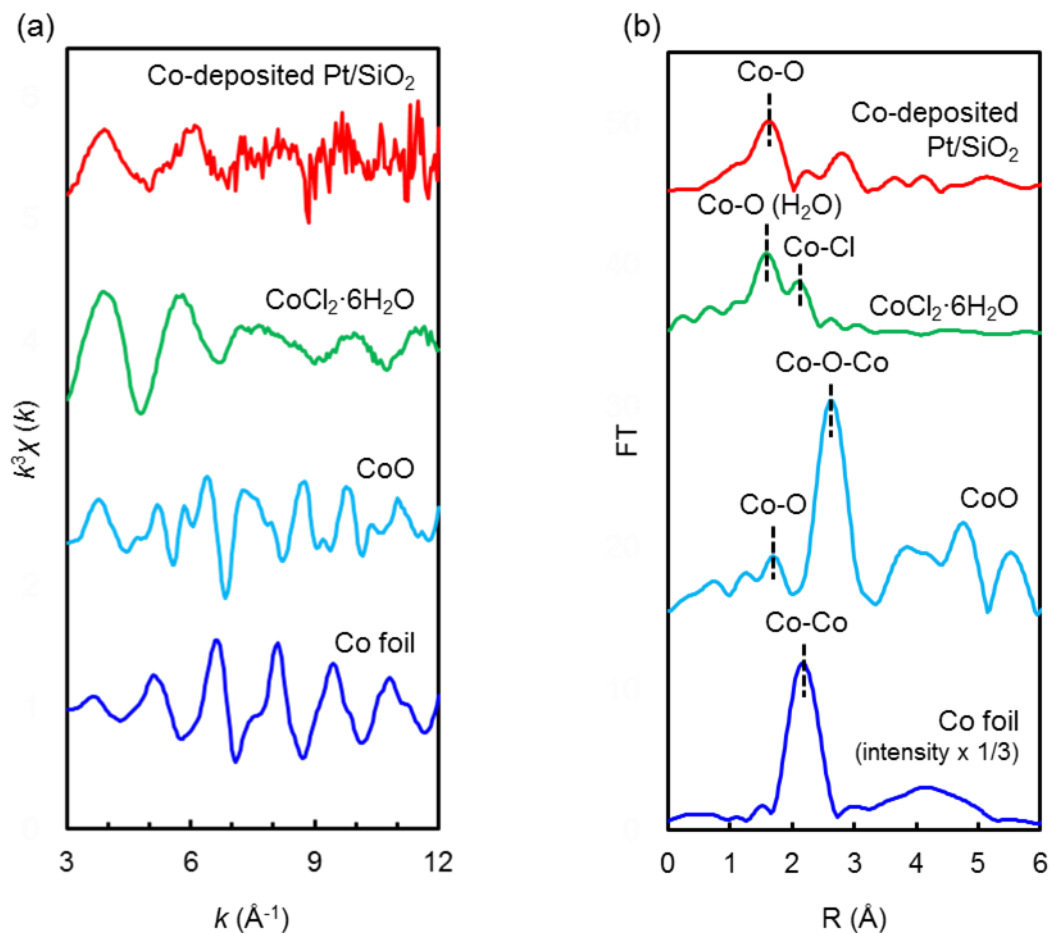 (a)
Co-deposited Pt/SiO₂
CoCl₂·6H₂O
CoO
Co foil
k³χ (k)
6
5
4
2
1
0
3
6
9
12
k (Å⁻¹)
(b)
Co-O
Co-deposited
Pt/SiO₂
Co-O (H₂O)
Co-Cl
CoCl₂·6H₂O
Co-O-Co
Co-O
CoO
Co-Co
Co foil
(intensity x 1/3)
FT
50
40
30
20
10
0
0
1
2
3
4
5
6
R (Å)